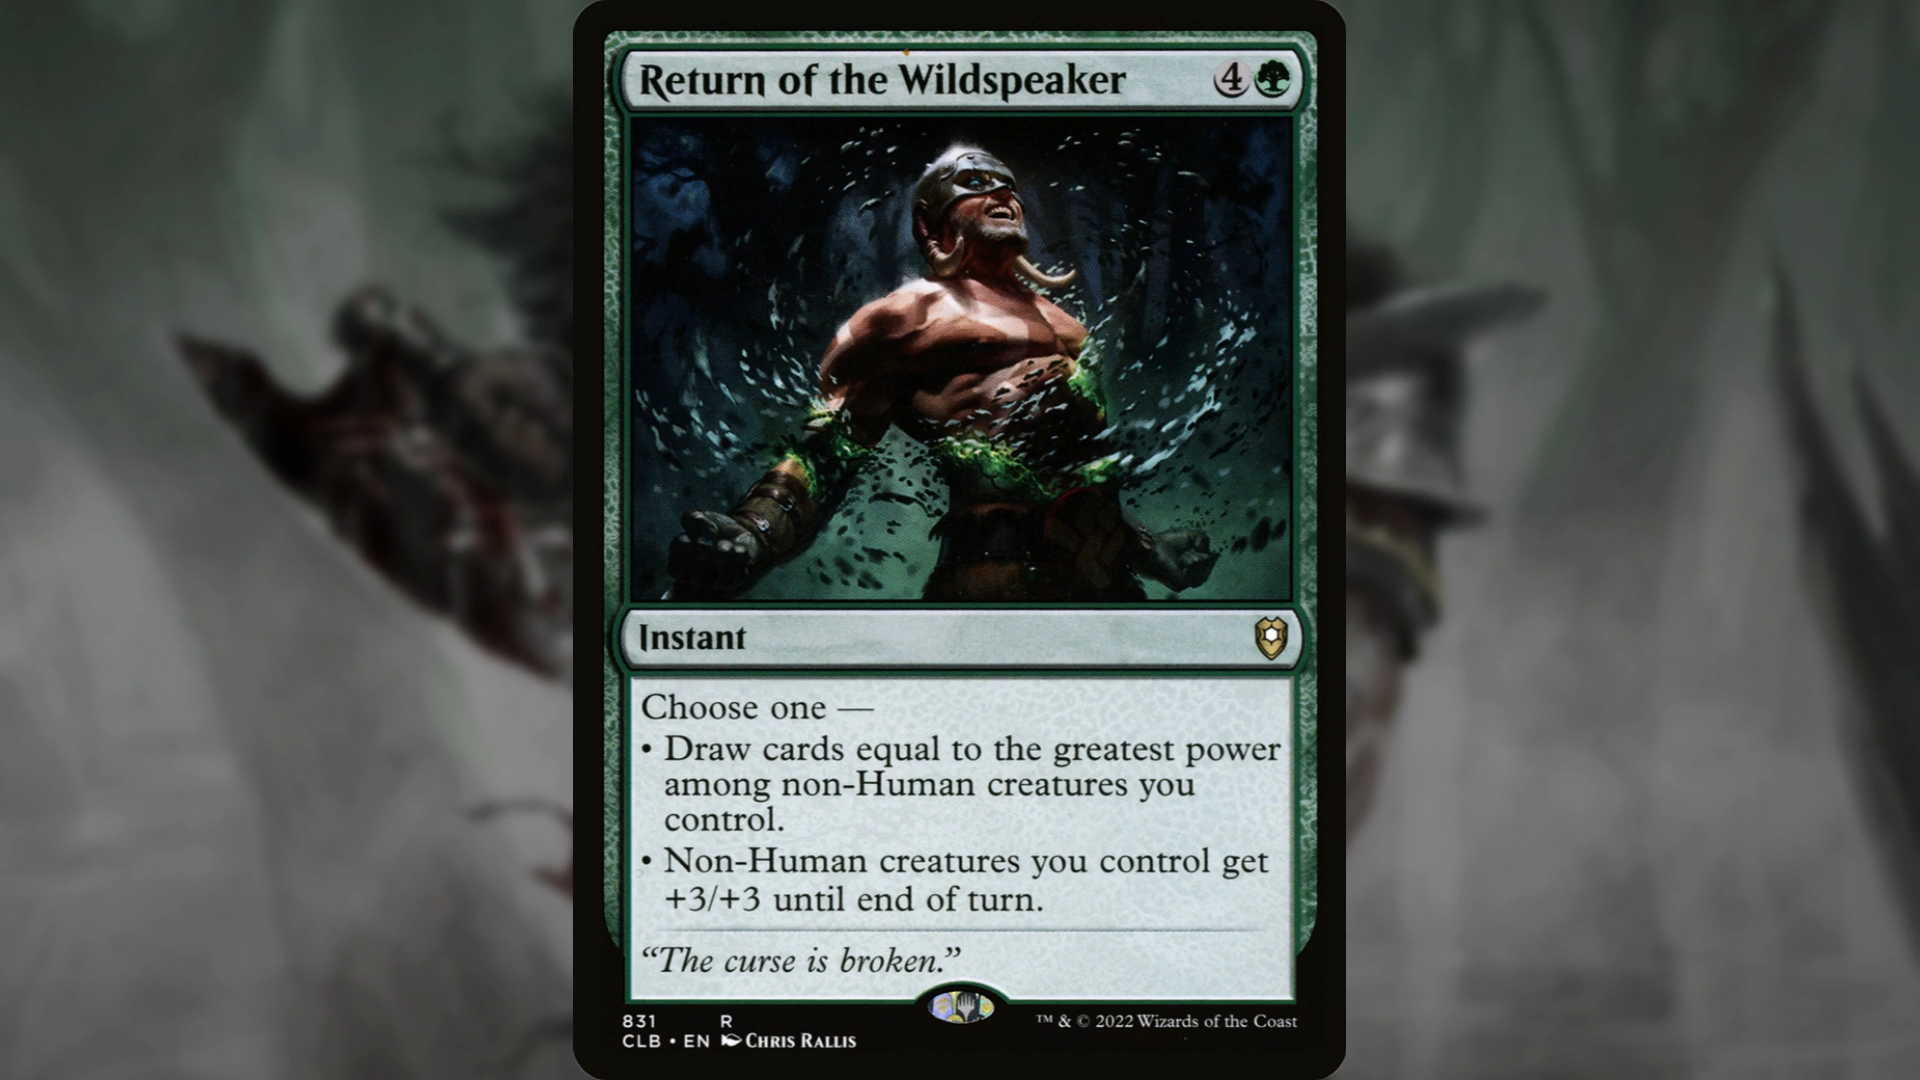 Return of the Wildspeaker 4
Instant
Choose one —
• Draw cards equal to the greatest power
among non-Human creatures you
control.
• Non-Human creatures you control get
+3/+3 until end of turn.
“The curse is broken.”
831 R
CLB • EN Chris Rallis
™ & © 2022 Wizards of the Coast